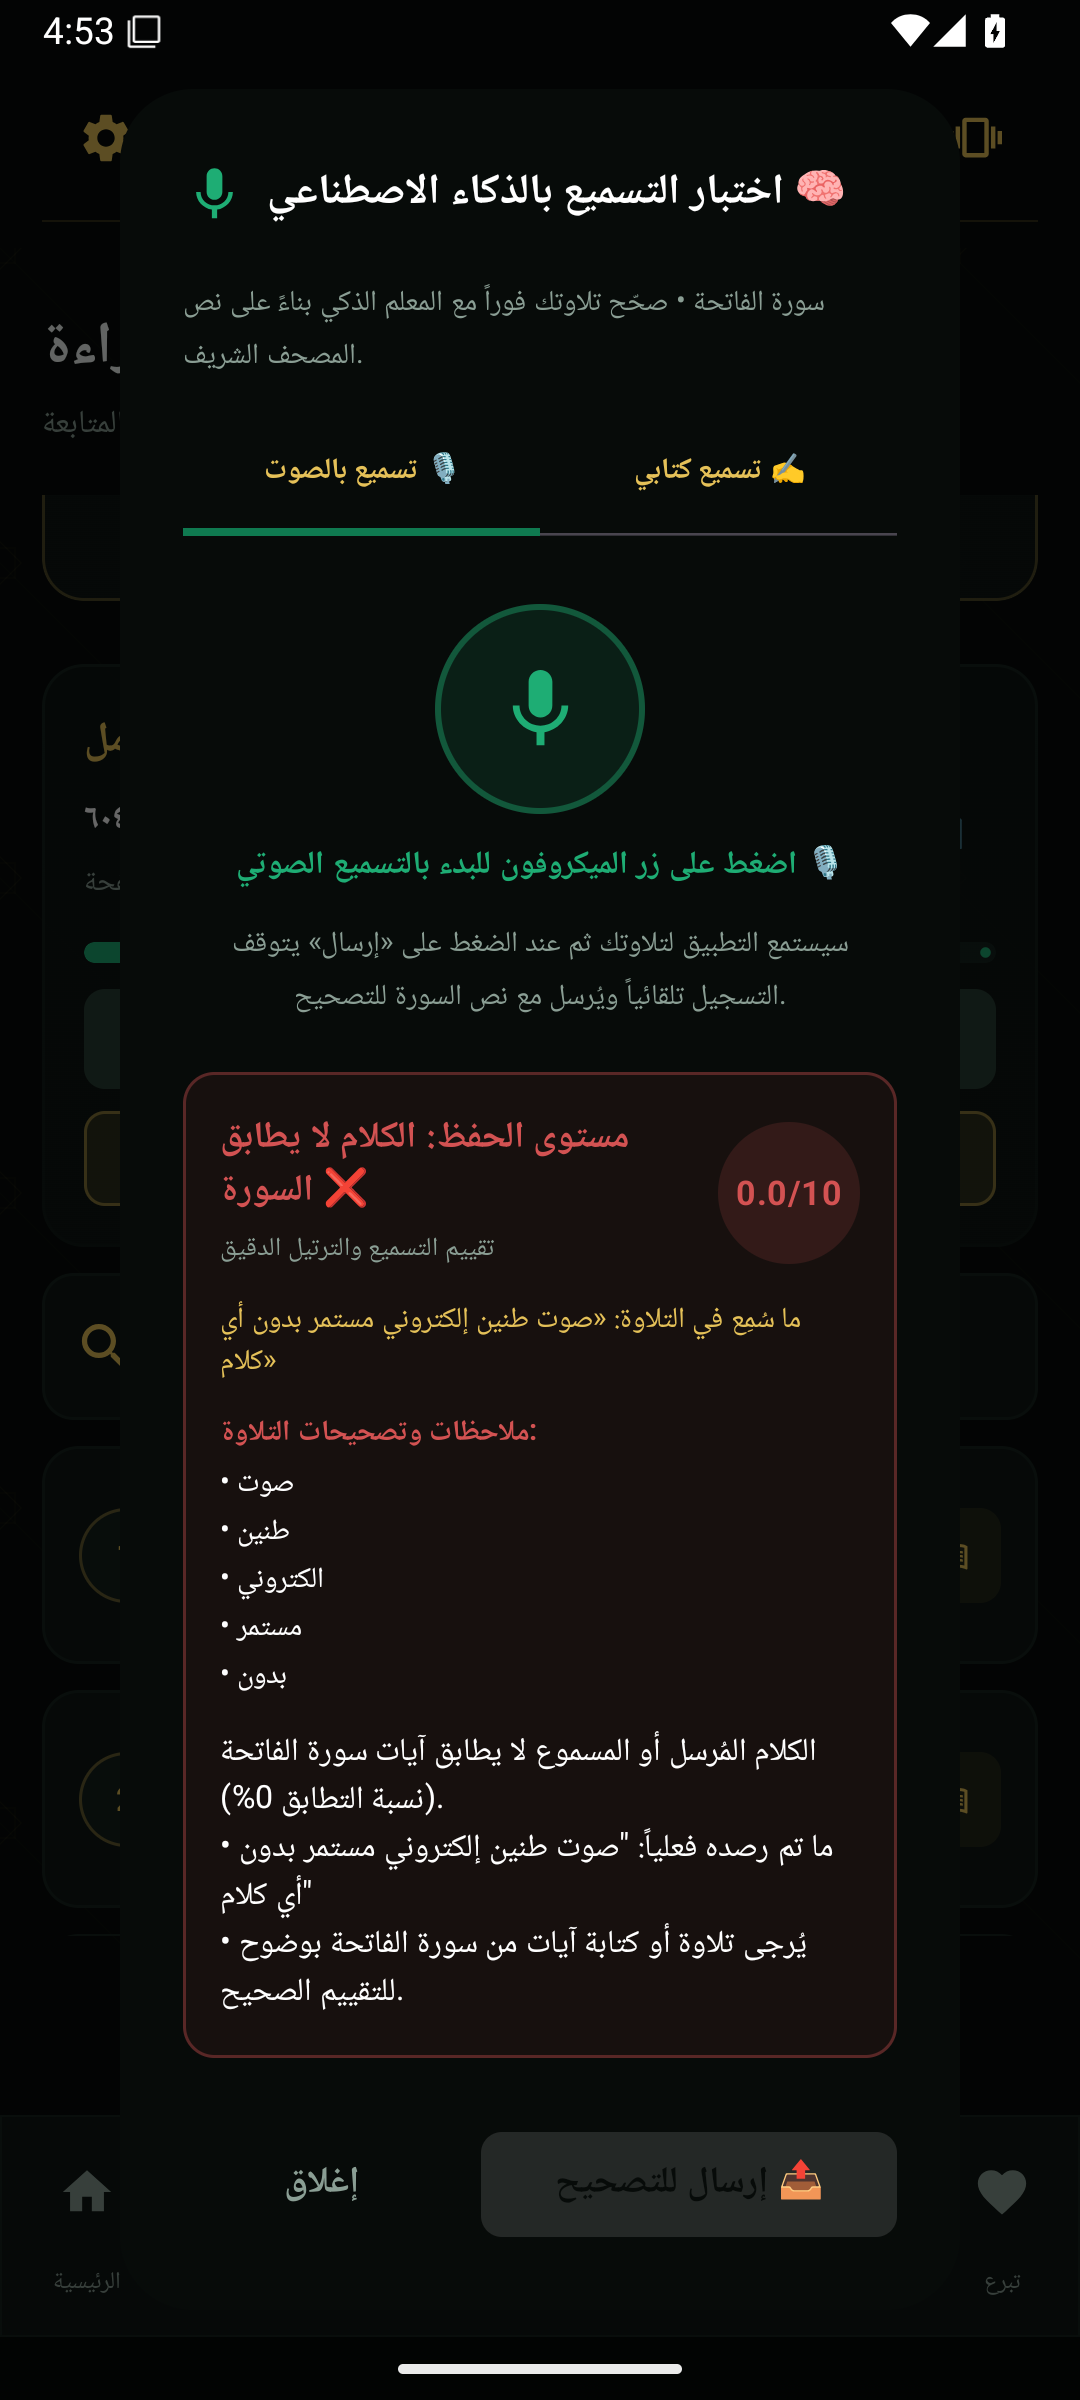 4:53
اختبار التسميع بالذكاء الاصطناعي 🧠
سورة الفاتحة • صحّح تلاوتك فوراً مع المعلم الذكي بناءً على نص
المصحف الشريف.
لمتابعة
تسميع بالصوت 🎙️
تسميع كتابي ✍️
اضغط على زر الميكروفون للبدء بالتسميع الصوتي 🎙️
سيستمع التطبيق لتلاوتك ثم عند الضغط على «إرسال» يتوقف
التسجيل تلقائياً ويُرسل مع نص السورة للتصحيح.
مستوى الحفظ: الكلام لا يطابق
السورة ❌
0.0/10
تقييم التسميع والترتيل الدقيق
ما سُمِع في التلاوة: «صوت طنين إلكتروني مستمر بدون أي
كلام»
ملاحظات وتصحيحات التلاوة:
• صوت
• طنين
• الكتروني
• مستمر
• بدون
الكلام المُرسل أو المسموع لا يطابق آيات سورة الفاتحة
(نسبة التطابق 0%).
• ما تم رصده فعلياً: "صوت طنين إلكتروني مستمر بدون
أي كلام"
• يُرجى تلاوة أو كتابة آيات من سورة الفاتحة بوضوح
للتقييم الصحيح.
إغلاق
إرسال للتصحيح 📤
الرئيسية
تبرع